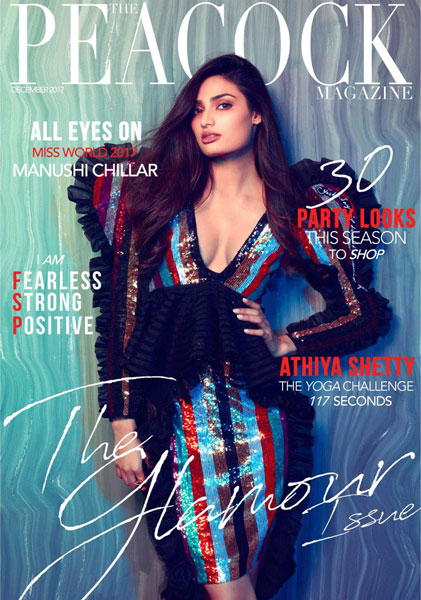 THE
PEACOCK
MAGAZINE
DECEMBER 2017
ALL EYES ON
MISS WORLD 2017
MANUSHI CHILLAR
30
PARTY LOOKS
THIS SEASON
TO SHOP
I AM
FEARLESS
STRONG
POSITIVE
ATHIYA SHETTY
THE YOGA CHALLENGE
117 SECONDS
The
Glamour
Issue